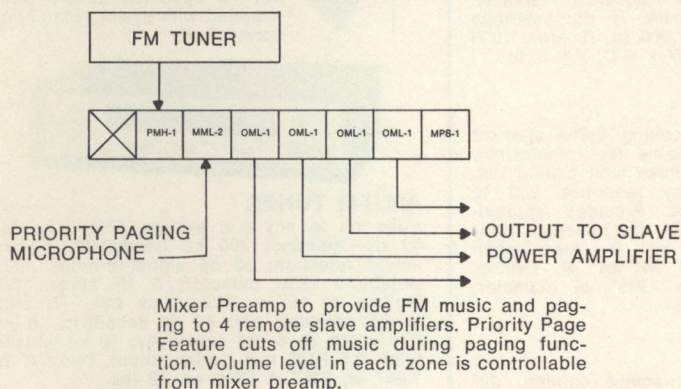 FM TUNER
PMH-1 MML-2 OML-1 OML-1 OML-1 OML-1 MPS-1
PRIORITY PAGING
MICROPHONE
OUTPUT TO SLAVE
POWER AMPLIFIER
Mixer Preamp to provide FM music and pag-
ing to 4 remote slave amplifiers. Priority Page
Feature cuts off music during paging func-
tion. Volume level in each zone is controllable
from mixer preamp.